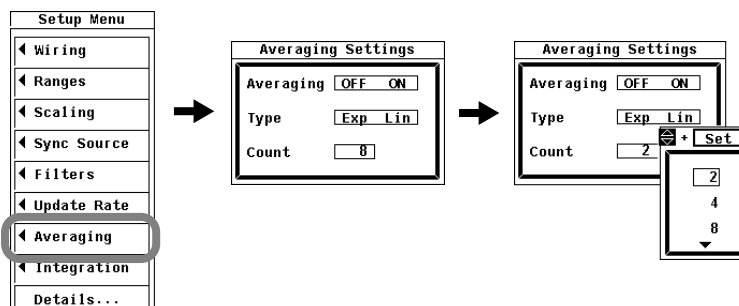 Setup Menu
Wiring
Ranges
Scaling
Sync Source
Filters
Update Rate
Averaging
Integration
Details...
Averaging Settings
Averaging OFF ON
Type Exp Lin
Count 8
Averaging Settings
Averaging OFF ON
Type Exp Lin
Count 2
+ Set
2
4
8